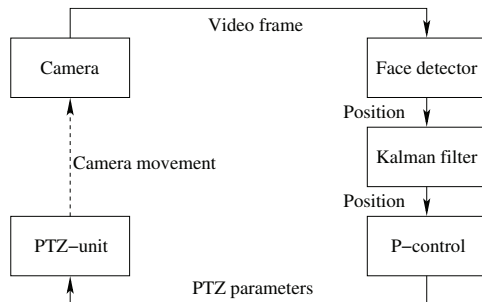 Video frame
Camera
Face detector
Position
Camera movement
Kalman filter
Position
PTZ−unit
P−control
PTZ parameters